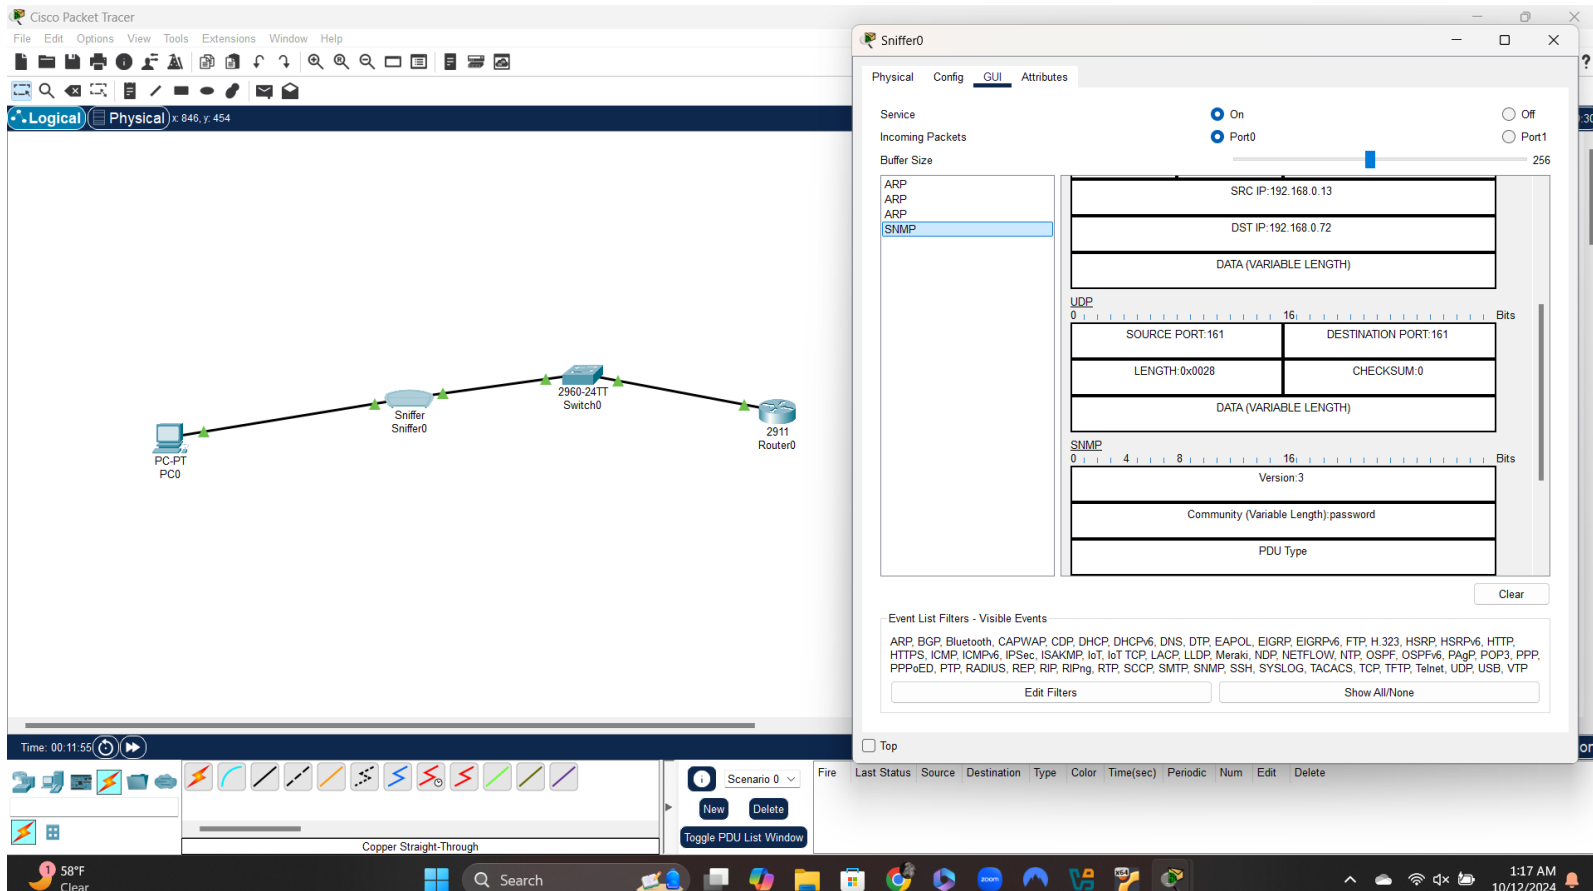 Cisco Packet Tracer
File Edit Options View Tools Extensions Window Help
Logical Physical x: 846, y: 454
PC-PT
PC0
Sniffer
Sniffer0
2960-24TT
Switch0
2911
Router0
Sniffer0
Physical Config GUI Attributes
Service On Off
Incoming Packets Port0 Port1
Buffer Size 256
ARP
ARP
ARP
SNMP
SRC IP:192.168.0.13
DST IP:192.168.0.72
DATA (VARIABLE LENGTH)
UDP
0 16 Bits
SOURCE PORT:161 DESTINATION PORT:161
LENGTH:0x0028 CHECKSUM:0
DATA (VARIABLE LENGTH)
SNMP
0 4 8 16 Bits
Version:3
Community (Variable Length):password
PDU Type
Clear
Event List Filters - Visible Events
ARP, BGP, Bluetooth, CAPWAP, CDP, DHCP, DHCPv6, DNS, DTP, EAPOL, EIGRP, EIGRPv6, FTP, H.323, HSRP, HSRPv6, HTTP,
HTTPS, ICMP, ICMPv6, IPSec, ISAKMP, IoT, IoT TCP, LACP, LLDP, Meraki, NDP, NETFLOW, NTP, OSPF, OSPFv6, PAgP, POP3, PPP,
PPPoED, PTP, RADIUS, REP, RIP, RIPng, RTP, SCCP, SMTP, SNMP, SSH, SYSLOG, TACACS, TCP, TFTP, Telnet, UDP, USB, VTP
Edit Filters Show All/None
Top
?
:30
Time: 00:11:55
Copper Straight-Through
Scenario 0
New Delete
Toggle PDU List Window
Fire Last Status Source Destination Type Color Time(sec) Periodic Num Edit Delete
1
58°F
Clear
Search
zoom
X64
1:17 AM
10/12/2024